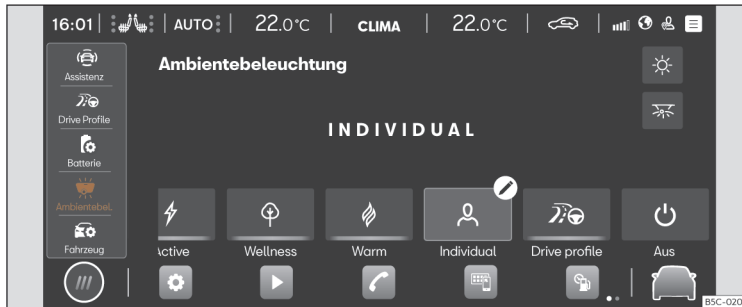 16:01 AUTO 22.0°C CLIMA 22.0°C
Ambientebeleuchtung
Assistenz
Drive Profile
Batterie
Ambientebel.
Fahrzeug
INDIVIDUAL
Active Wellness Warm Individual Drive profile Aus
B5C-020